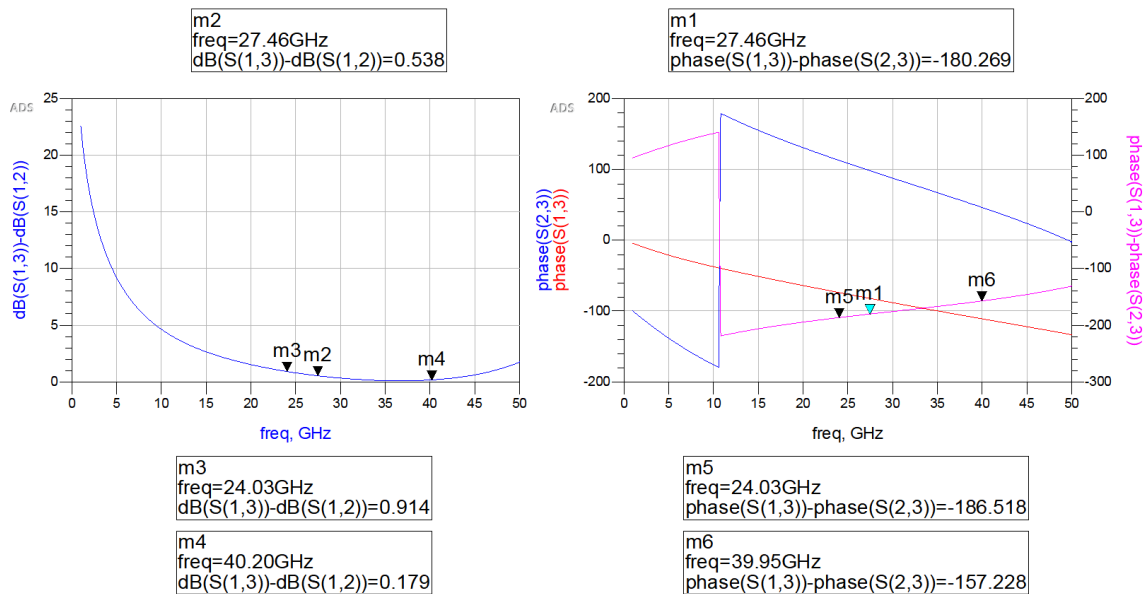 m2
freq=27.46GHz
dB(S(1,3))-dB(S(1,2))=0.538
m1
freq=27.46GHz
phase(S(1,3))-phase(S(2,3))=-180.269
ADS
25
20
15
10
5
0
dB(S(1,3))-dB(S(1,2))
m3
m2
m4
0 5 10 15 20 25 30 35 40 45 50
freq, GHz
ADS
200
100
0
-100
-200
phase(S(2,3))
phase(S(1,3))
m5
m1
m6
200
100
0
-100
-200
-300
phase(S(1,3))-phase(S(2,3))
0 5 10 15 20 25 30 35 40 45 50
freq, GHz
m3
freq=24.03GHz
dB(S(1,3))-dB(S(1,2))=0.914
m4
freq=40.20GHz
dB(S(1,3))-dB(S(1,2))=0.179
m5
freq=24.03GHz
phase(S(1,3))-phase(S(2,3))=-186.518
m6
freq=39.95GHz
phase(S(1,3))-phase(S(2,3))=-157.228